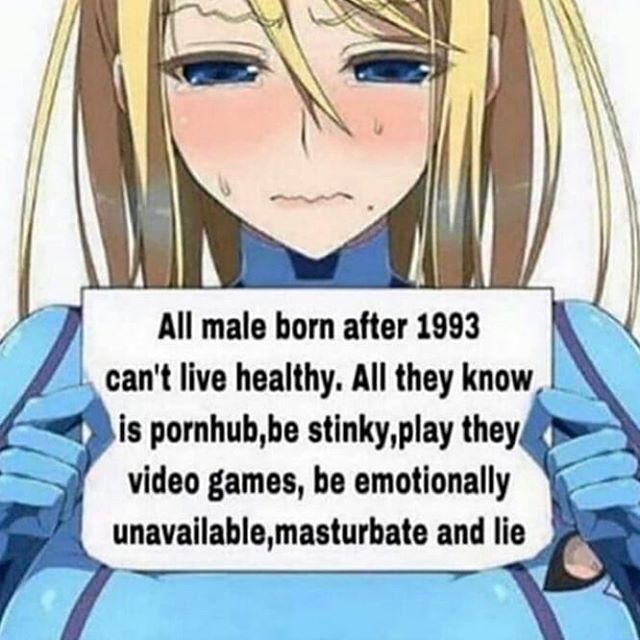 All male born after 1993
can't live healthy. All they know
is pornhub,be stinky,play they
video games, be emotionally
unavailable,masturbate and lie